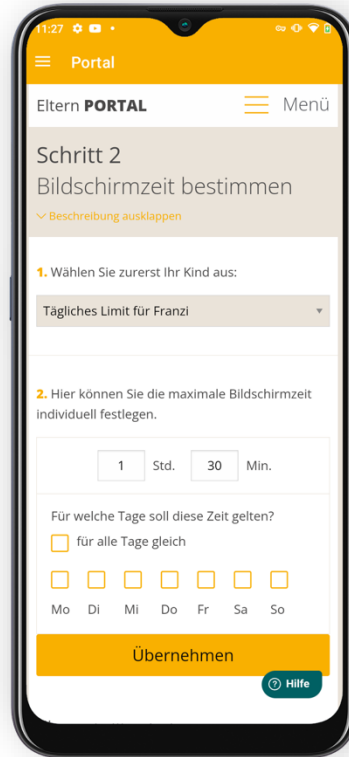 11:27
Portal
Eltern PORTAL
Menü
Schritt 2
Bildschirmzeit bestimmen
Beschreibung ausklappen
1. Wählen Sie zurerst Ihr Kind aus:
Tägliches Limit für Franzi
2. Hier können Sie die maximale Bildschirmzeit
individuell festlegen.
1 Std. 30 Min.
Für welche Tage soll diese Zeit gelten?
für alle Tage gleich
Mo Di Mi Do Fr Sa So
Übernehmen
Hilfe